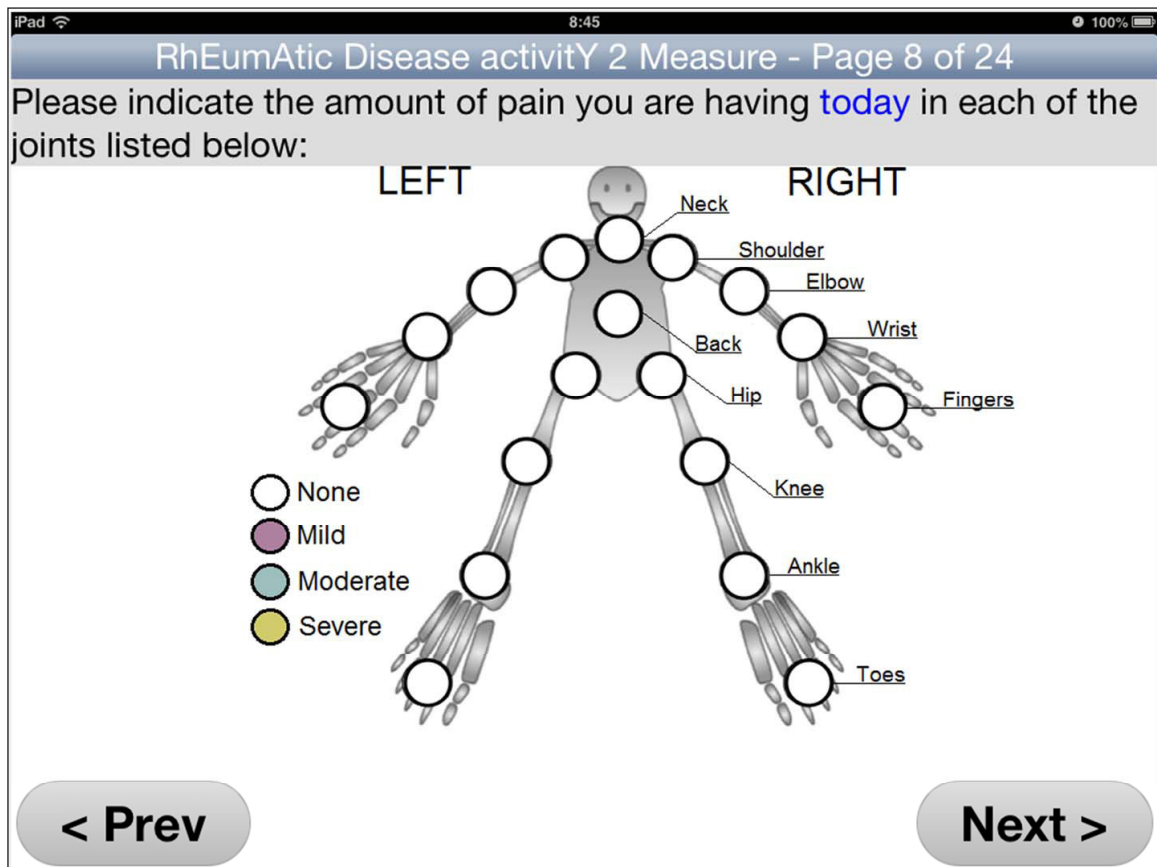 iPad 8:45 100%
RhEumAtic Disease activitY 2 Measure - Page 8 of 24
Please indicate the amount of pain you are having today in each of the
joints listed below:
LEFT RIGHT
Neck
Shoulder
Elbow
Wrist
Back
Hip
Fingers
Knee
None
Mild
Ankle
Moderate
Severe
Toes
< Prev Next >